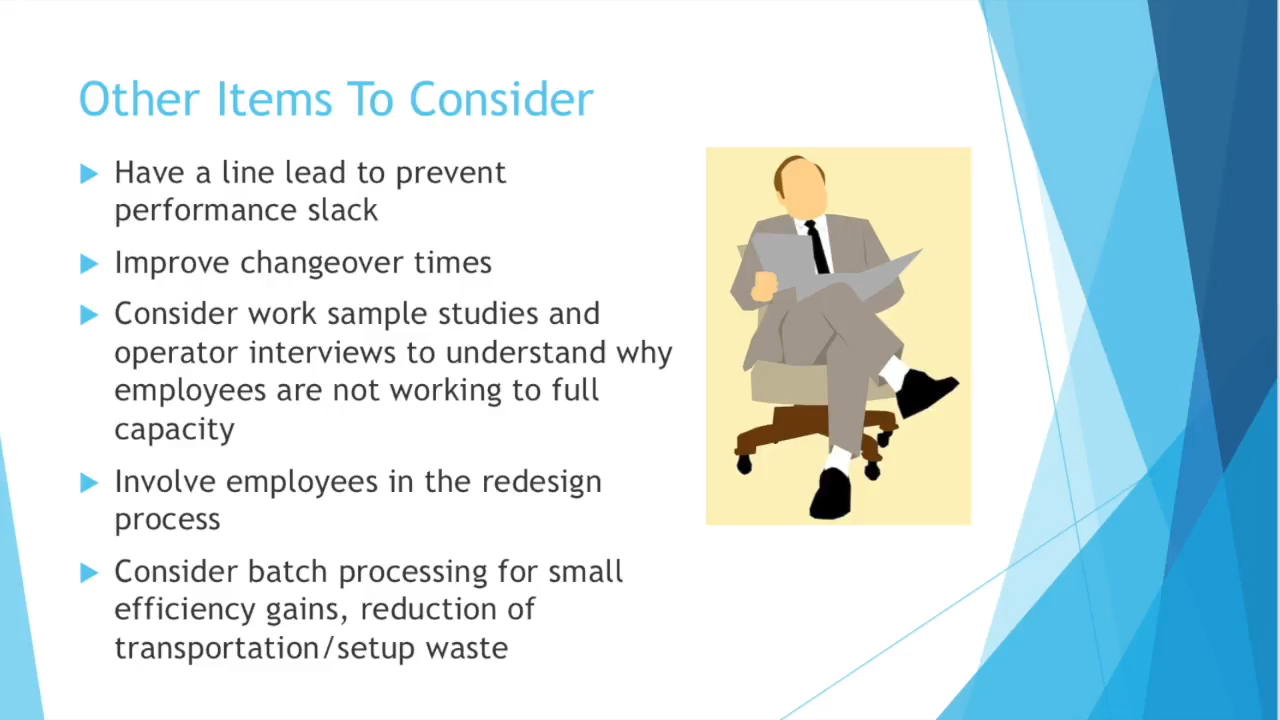 Other Items To Consider
Have a line lead to prevent
performance slack
Improve changeover times
Consider work sample studies and
operator interviews to understand why
employees are not working to full
capacity
Involve employees in the redesign
process
Consider batch processing for small
efficiency gains, reduction of
transportation/setup waste